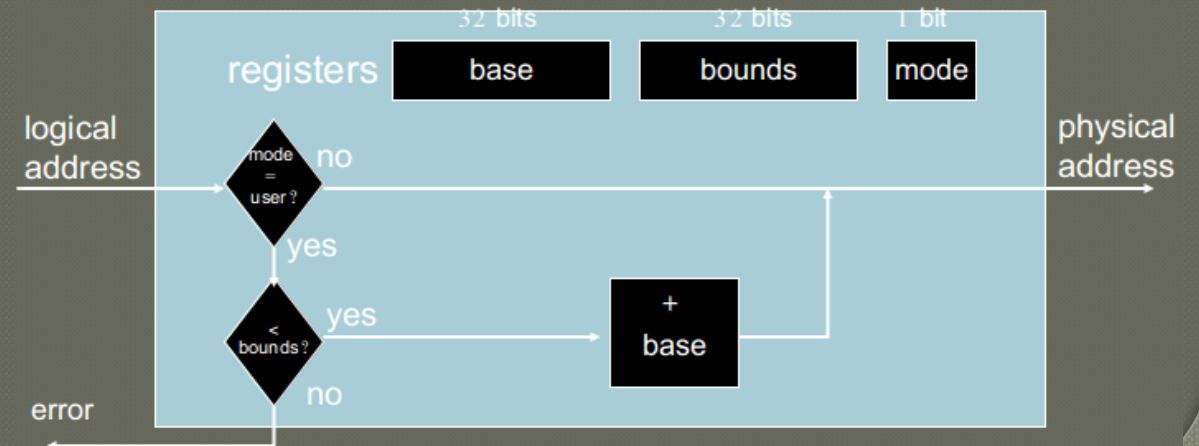 32 bits
32 bits
1 bit
registers
base
bounds
mode
logical
address
mode
=
user?
no
physical
address
yes
<
bounds?
yes
+
base
no
error